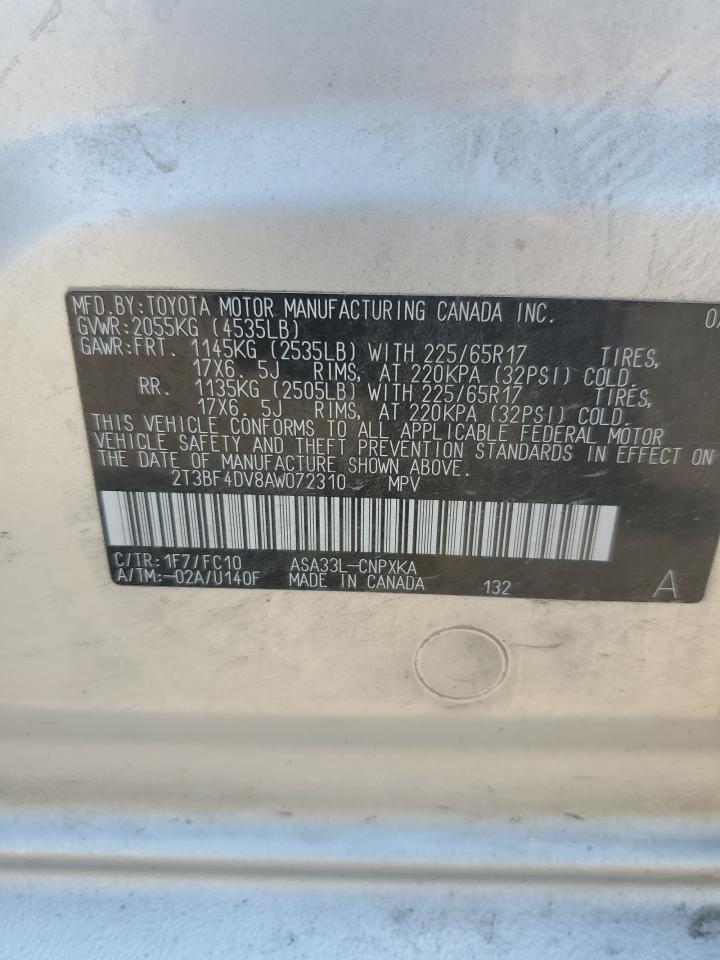 MFD.BY:TOYOTA MOTOR MANUFACTURING CANADA INC.
GVWR:2055KG (4535LB)
GAWR:FRT. 1145KG (2535LB) WITH 225/65R17 TIRES,
17X6.5J RIMS, AT 220KPA (32PSI) COLD.
RR. 1135KG (2505LB) WITH 225/65R17 TIRES,
17X6.5J RIMS, AT 220KPA (32PSI) COLD.
THIS VEHICLE CONFORMS TO ALL APPLICABLE FEDERAL MOTOR
VEHICLE SAFETY AND THEFT PREVENTION STANDARDS IN EFFECT ON
THE DATE OF MANUFACTURE SHOWN ABOVE.
2T3BF4DV8AW072310 MPV
C/TR:1F7/FC10 ASA33L-CNPXKA
A/TM:-02A/U140F MADE IN CANADA 132 A